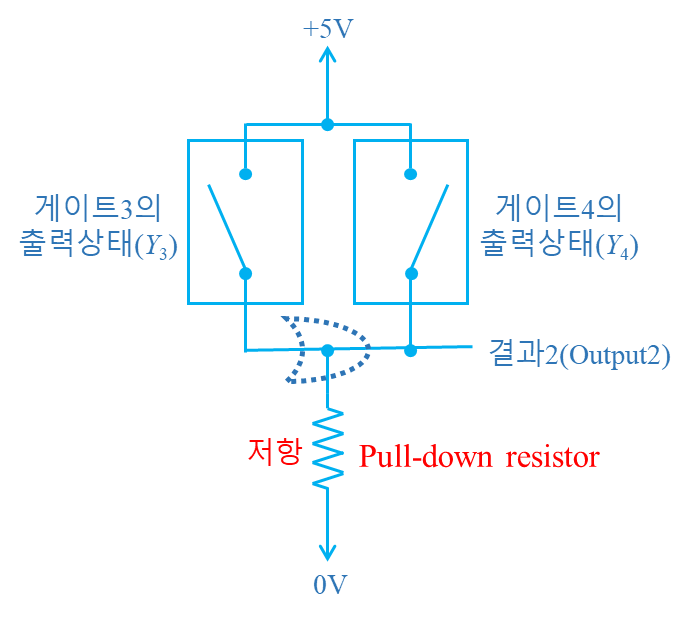 +5V
게이트3의
출력상태(Y3)
게이트4의
출력상태(Y4)
결과2(Output2)
저항
Pull-down resistor
0V